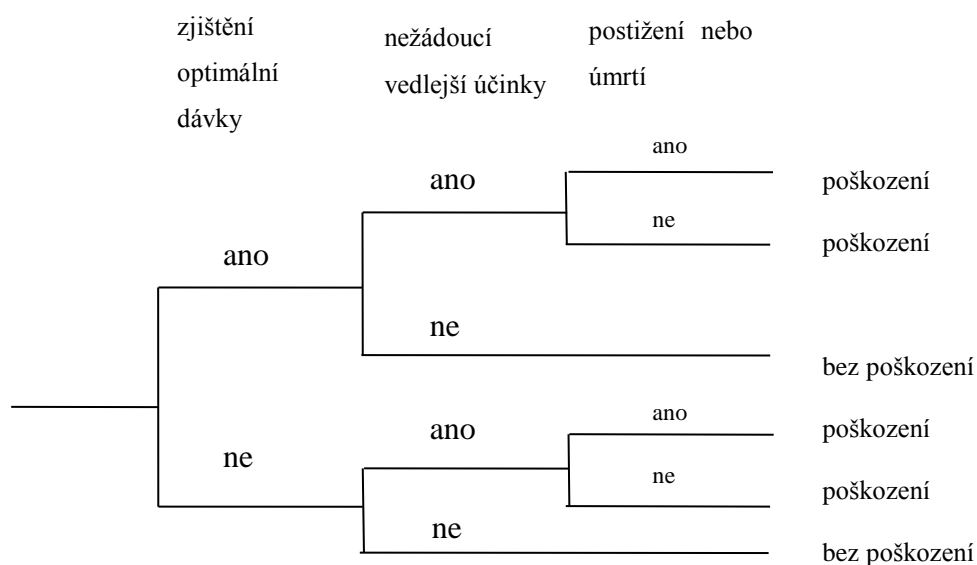 zjištění
optimální
dávky
nežádoucí
vedlejší účinky
postižení nebo
úmrtí
ano
ano
poškození
ne
poškození
ano
ne
bez poškození
ano
ano
poškození
ne
ne
poškození
ne
bez poškození